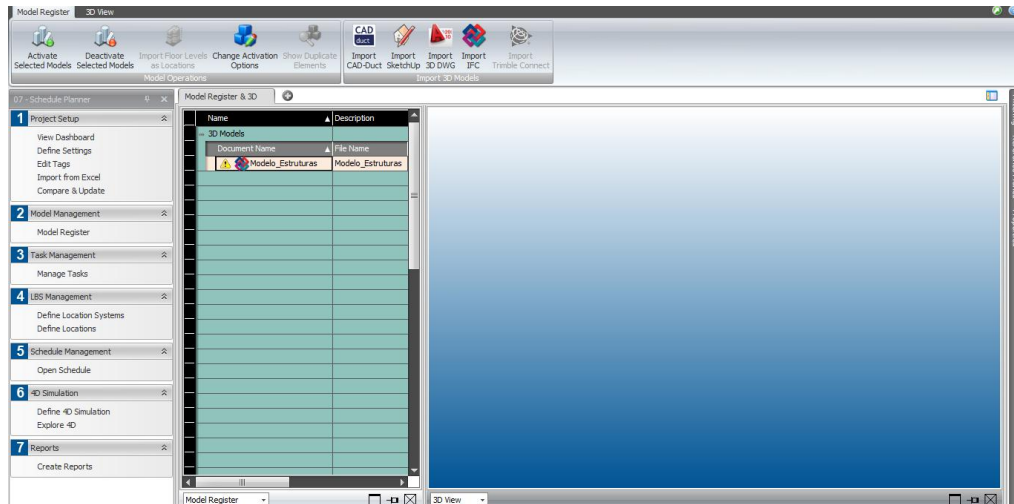 Model Register 3D View
Activate Selected Models
Deactivate Selected Models
Import Floor Levels as Locations
Change Activation Options
Show Duplicate Elements
Model Operations
CAD duct
Import CAD-Duct
Import SketchUp
Import 3D DWG
Import IFC
Import Trimble Connect
Import 3D Models
07 - Schedule Planner
1 Project Setup
View Dashboard
Define Settings
Edit Tags
Import from Excel
Compare & Update
2 Model Management
Model Register
3 Task Management
Manage Tasks
4 LBS Management
Define Location Systems
Define Locations
5 Schedule Management
Open Schedule
6 4D Simulation
Define 4D Simulation
Explore 4D
7 Reports
Create Reports
Model Register & 3D
Name Description
3D Models
Document Name File Name
Modelo_Estruturas Modelo_Estruturas
Model Register
3D View